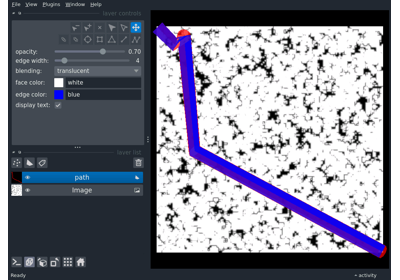 File View Plugins Window Help
layer controls
opacity: 0.70
edge width: 4
blending: translucent
face color: white
edge color: blue
display text:
layer list
path
Image
Ready activity